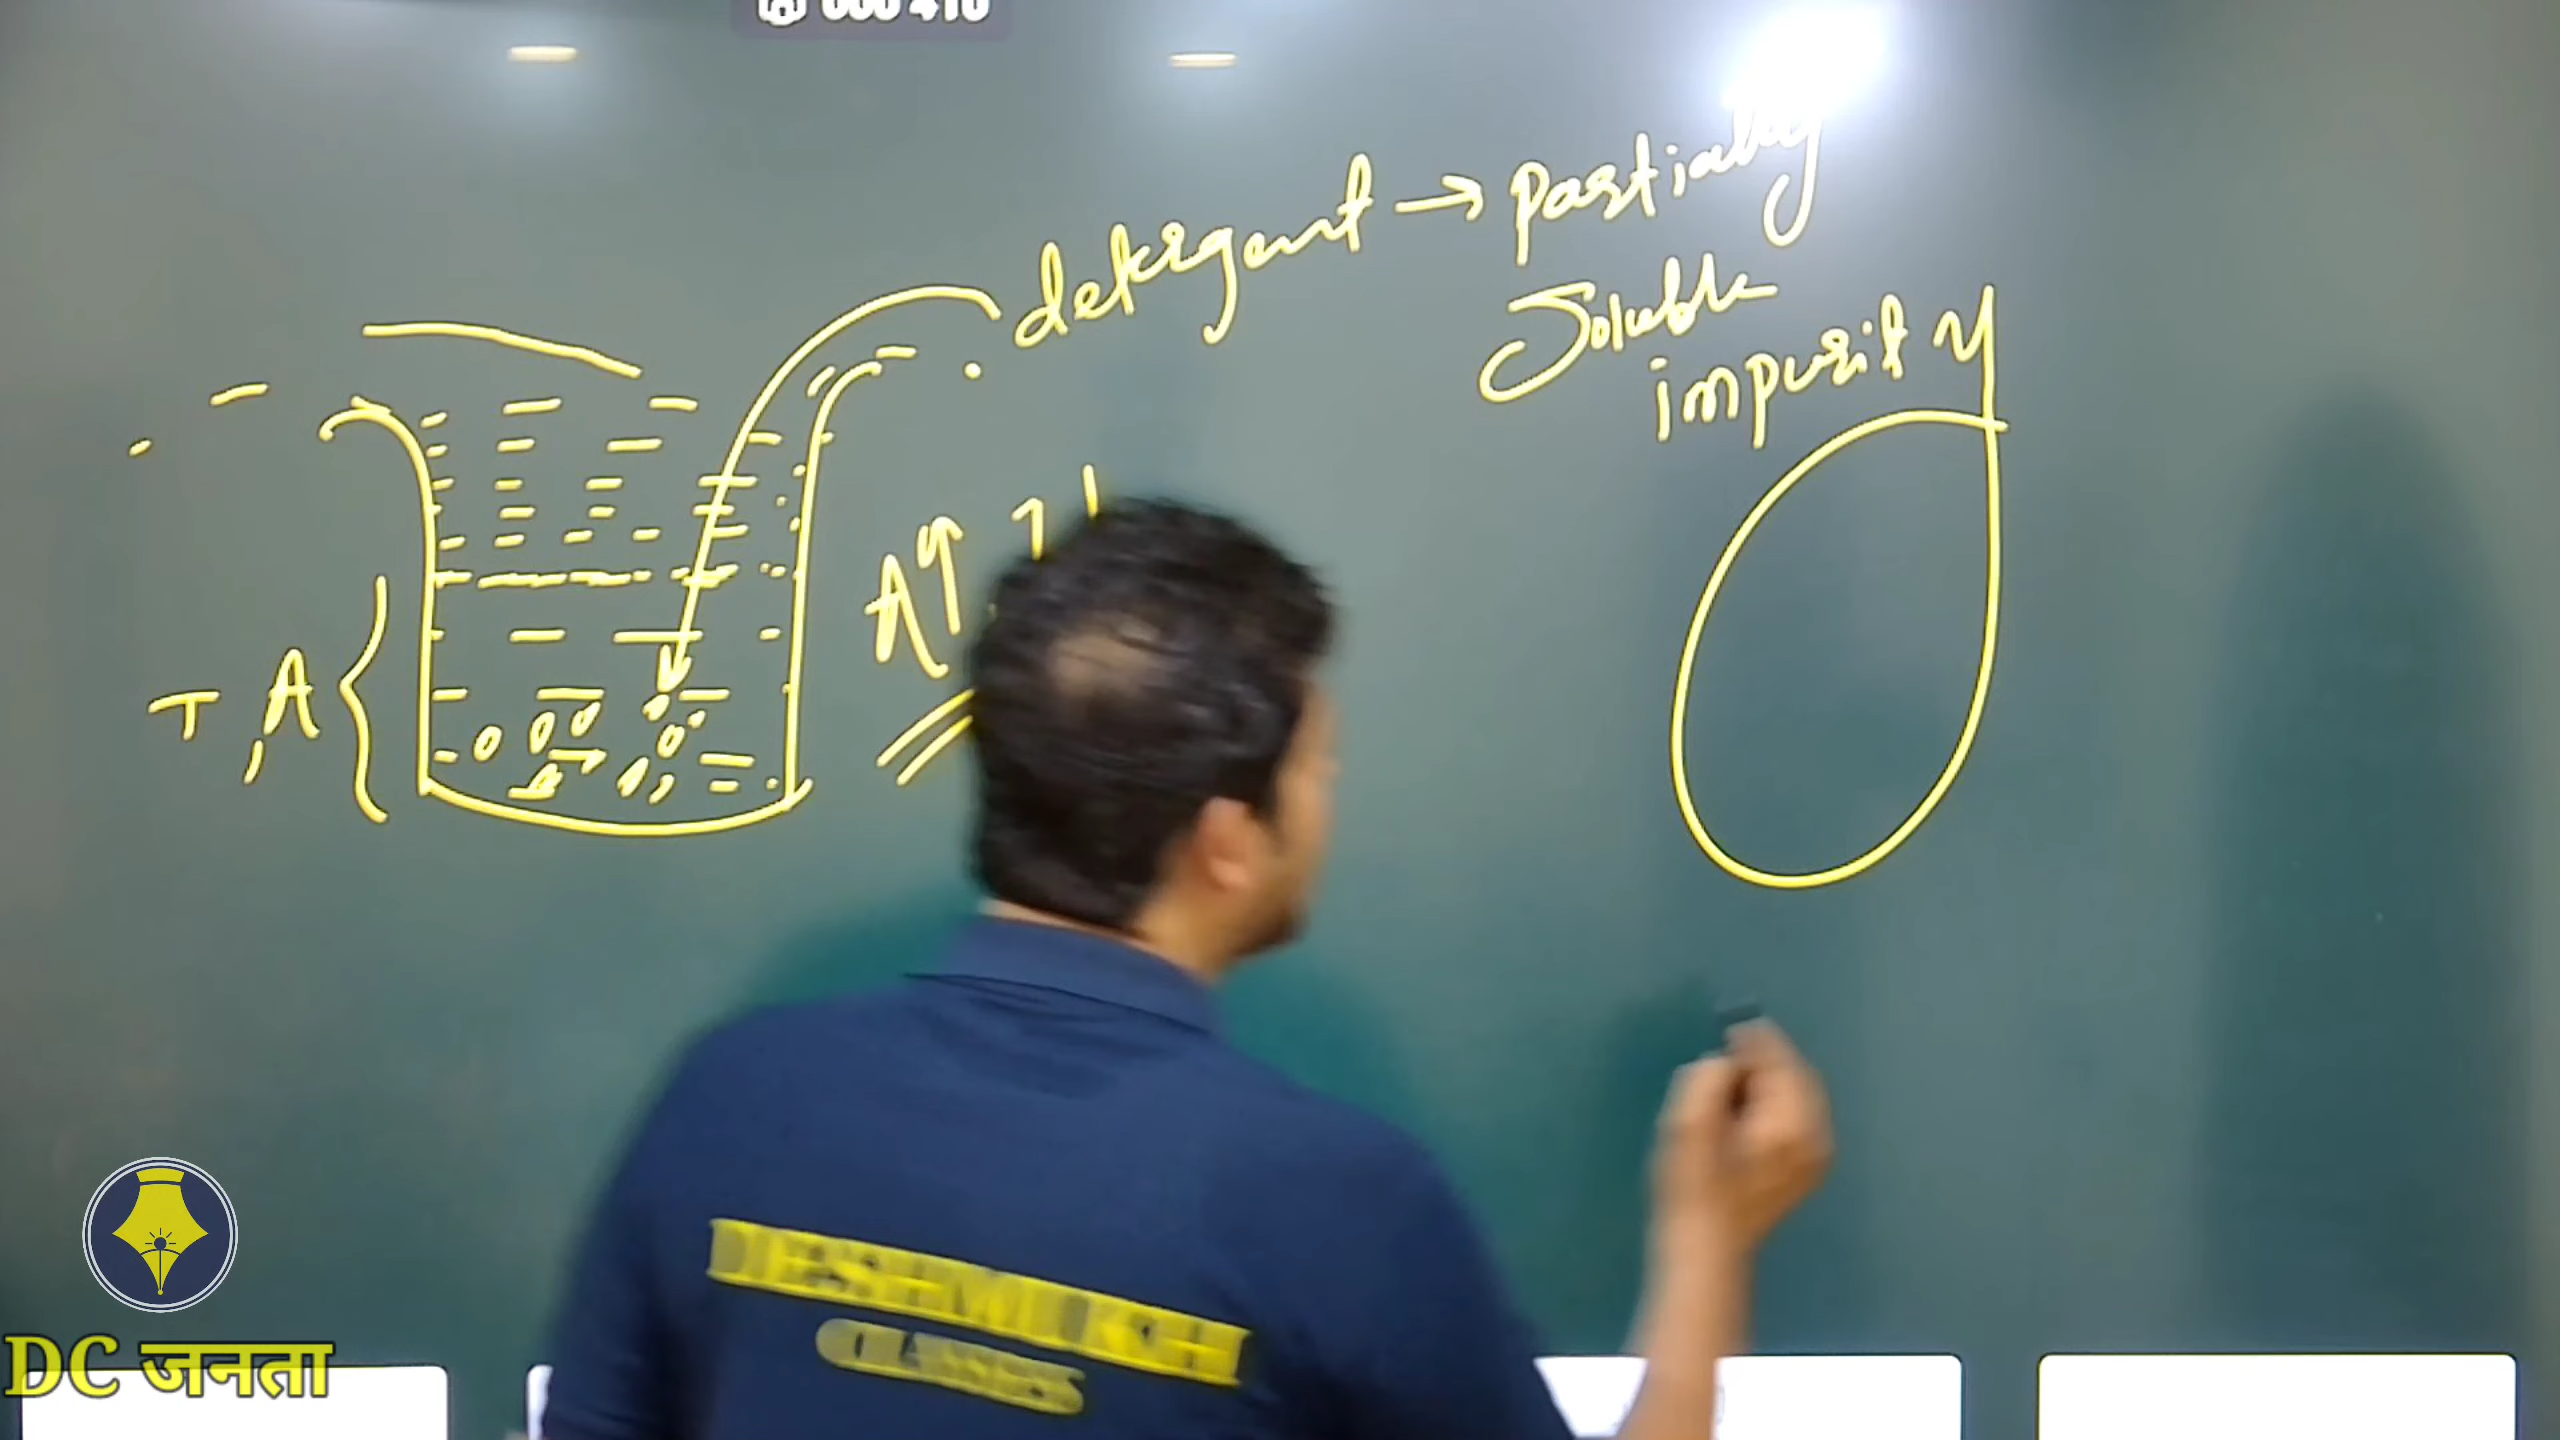 detergent → partially
Soluble
impurity
A↑
T, A
DESHMUKH
CLASSES
DC जनता